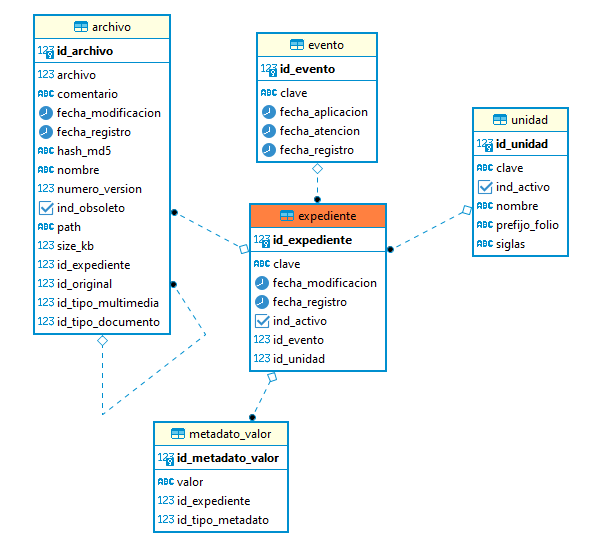 archivo
123 id_archivo
123 archivo
ABC comentario
fecha_modificacion
fecha_registro
ABC hash_md5
ABC nombre
123 numero_version
ind_obsoleto
ABC path
123 size_kb
123 id_expediente
123 id_original
123 id_tipo_multimedia
123 id_tipo_documento
evento
123 id_evento
ABC clave
fecha_aplicacion
fecha_atencion
fecha_registro
unidad
123 id_unidad
ABC clave
ind_activo
ABC nombre
ABC prefijo_folio
ABC siglas
expediente
123 id_expediente
ABC clave
fecha_modificacion
fecha_registro
ind_activo
123 id_evento
123 id_unidad
metadato_valor
123 id_metadato_valor
ABC valor
123 id_expediente
123 id_tipo_metadato